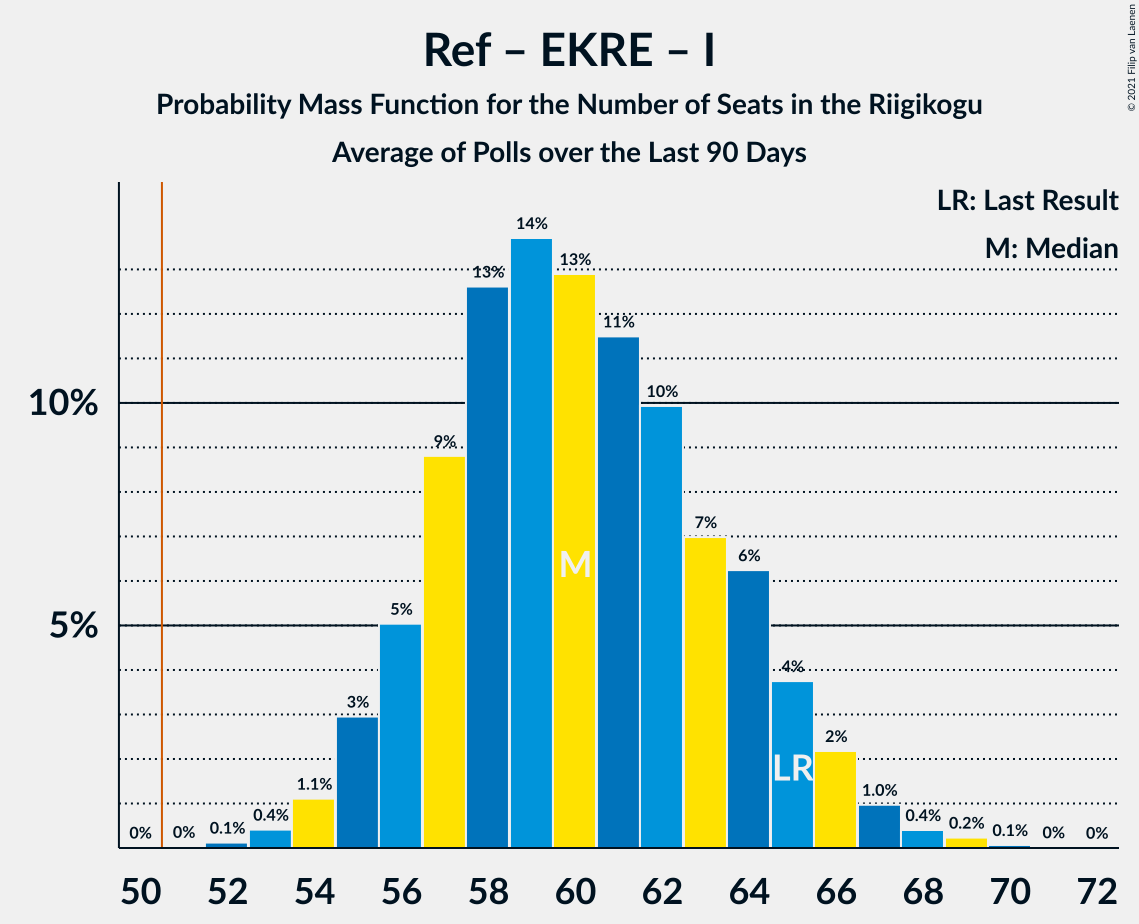 Ref – EKRE – I
Probability Mass Function for the Number of Seats in the Riigikogu
Average of Polls over the Last 90 Days
© 2021 Filip van Laenen
LR: Last Result
M: Median
10%
5%
0%
0%
0.1%
0.4%
1.1%
3%
5%
9%
13%
14%
13%
11%
10%
7%
6%
4%
2%
1.0%
0.4%
0.2%
0.1%
0%
0%
M
LR
50 52 54 56 58 60 62 64 66 68 70 72